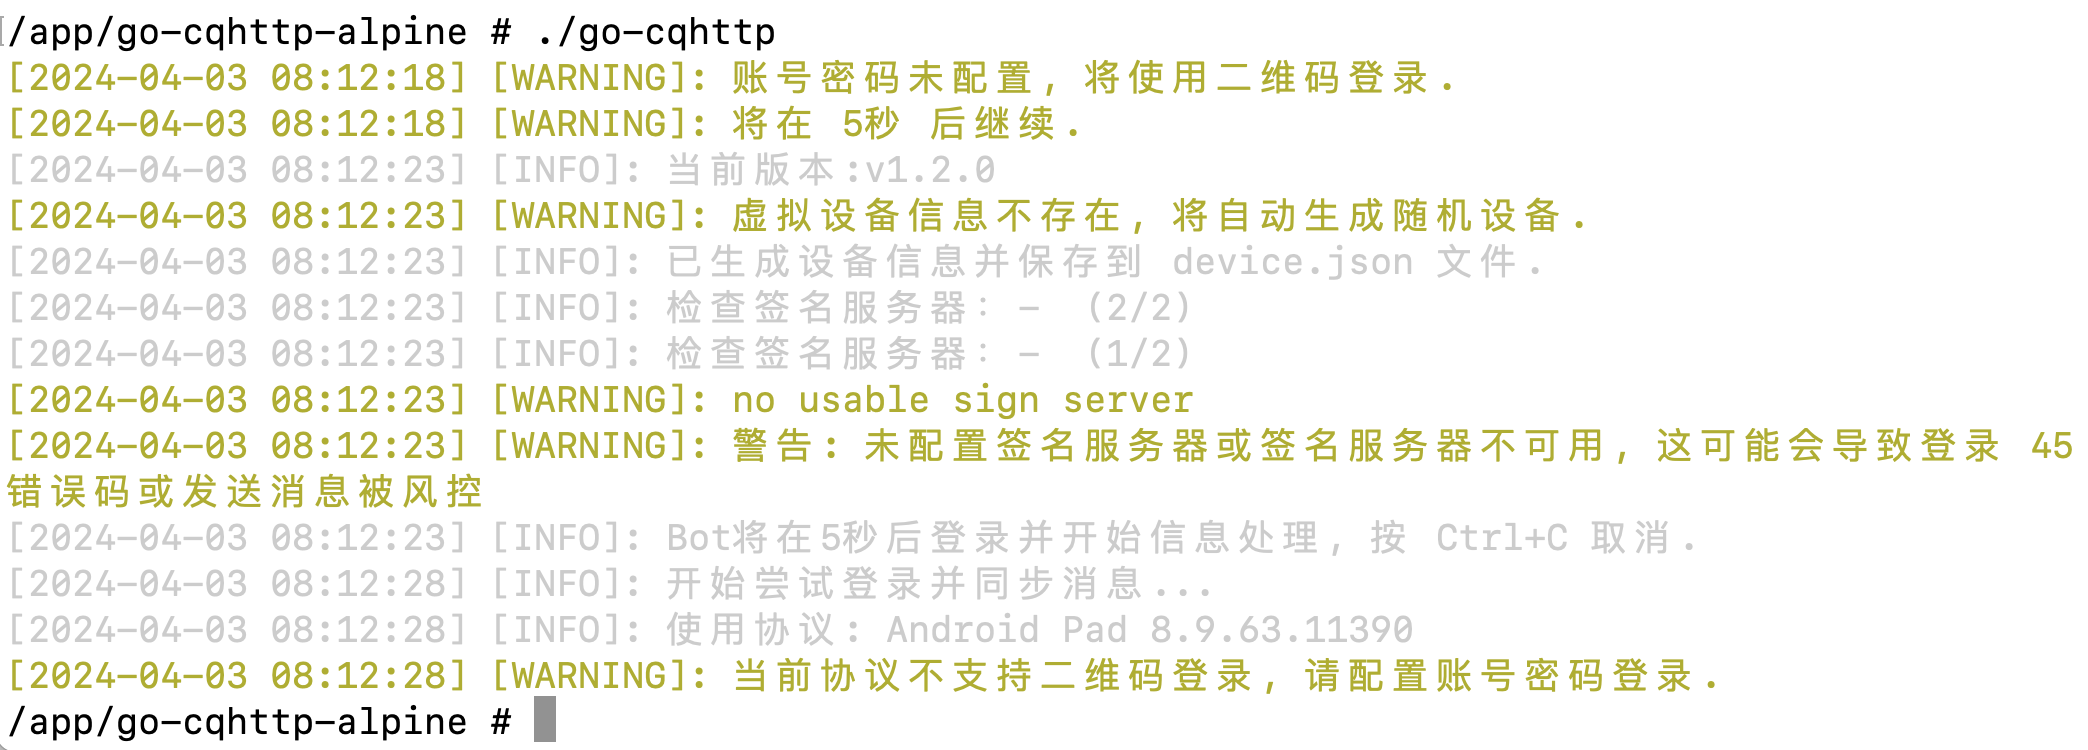 /app/go-cqhttp-alpine # ./go-cqhttp
[2024-04-03 08:12:18] [WARNING]: 账号密码未配置, 将使用二维码登录.
[2024-04-03 08:12:18] [WARNING]: 将在 5秒 后继续.
[2024-04-03 08:12:23] [INFO]: 当前版本:v1.2.0
[2024-04-03 08:12:23] [WARNING]: 虚拟设备信息不存在, 将自动生成随机设备.
[2024-04-03 08:12:23] [INFO]: 已生成设备信息并保存到 device.json 文件.
[2024-04-03 08:12:23] [INFO]: 检查签名服务器：-  (2/2)
[2024-04-03 08:12:23] [INFO]: 检查签名服务器：-  (1/2)
[2024-04-03 08:12:23] [WARNING]: no usable sign server
[2024-04-03 08:12:23] [WARNING]: 警告: 未配置签名服务器或签名服务器不可用, 这可能会导致登录 45
错误码或发送消息被风控
[2024-04-03 08:12:23] [INFO]: Bot将在5秒后登录并开始信息处理, 按 Ctrl+C 取消.
[2024-04-03 08:12:28] [INFO]: 开始尝试登录并同步消息...
[2024-04-03 08:12:28] [INFO]: 使用协议: Android Pad 8.9.63.11390
[2024-04-03 08:12:28] [WARNING]: 当前协议不支持二维码登录, 请配置账号密码登录.
/app/go-cqhttp-alpine #